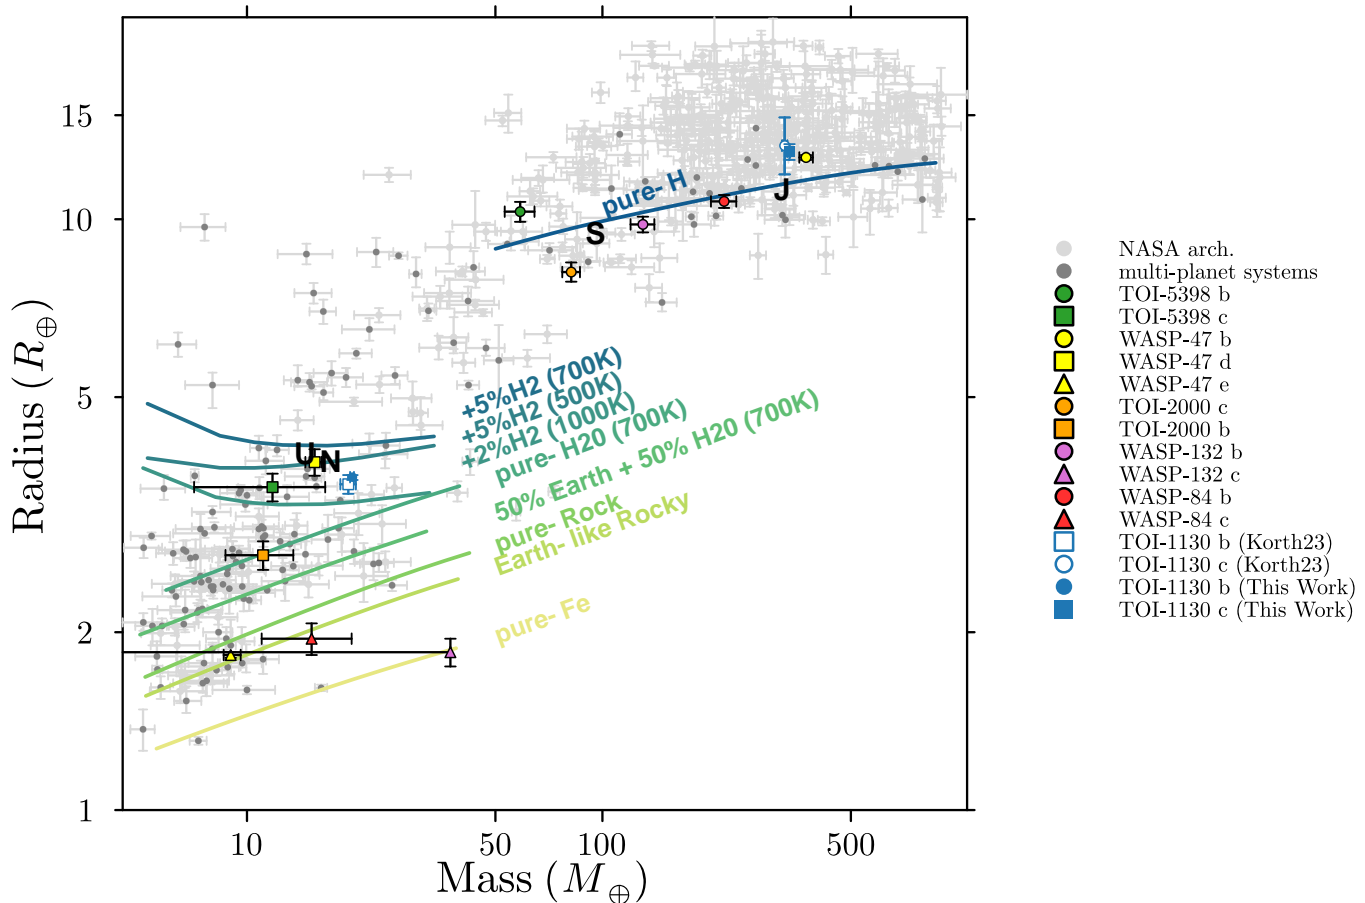 Radius (R⊕)
15
10
5
2
1
pure- H
J
S
+5%H2 (700K)
+5%H2 (500K)
+2%H2 (1000K)
pure- H20 (700K)
50% Earth + 50% H20 (700K)
pure- Rock
Earth- like Rocky
pure- Fe
U
N
10
50
100
500
Mass (M⊕)
NASA arch.
multi-planet systems
TOI-5398 b
TOI-5398 c
WASP-47 b
WASP-47 d
WASP-47 e
TOI-2000 c
TOI-2000 b
WASP-132 b
WASP-132 c
WASP-84 b
WASP-84 c
TOI-1130 b (Korth23)
TOI-1130 c (Korth23)
TOI-1130 b (This Work)
TOI-1130 c (This Work)